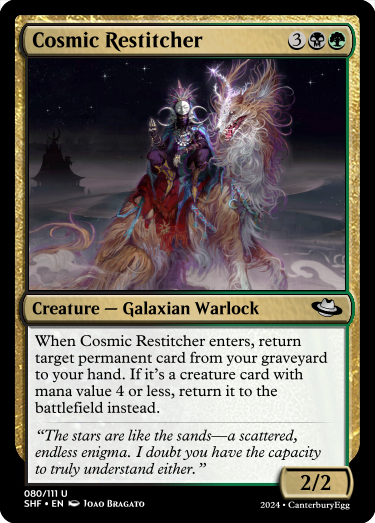 Cosmic Restitcher 3
Creature — Galaxian Warlock
When Cosmic Restitcher enters, return
target permanent card from your graveyard
to your hand. If it's a creature card with
mana value 4 or less, return it to the
battlefield instead.
"The stars are like the sands—a scattered,
endless enigma. I doubt you have the capacity
to truly understand either."
2/2
080/111 U
SHF • EN Joao Bragato
2024 • CanterburyEgg